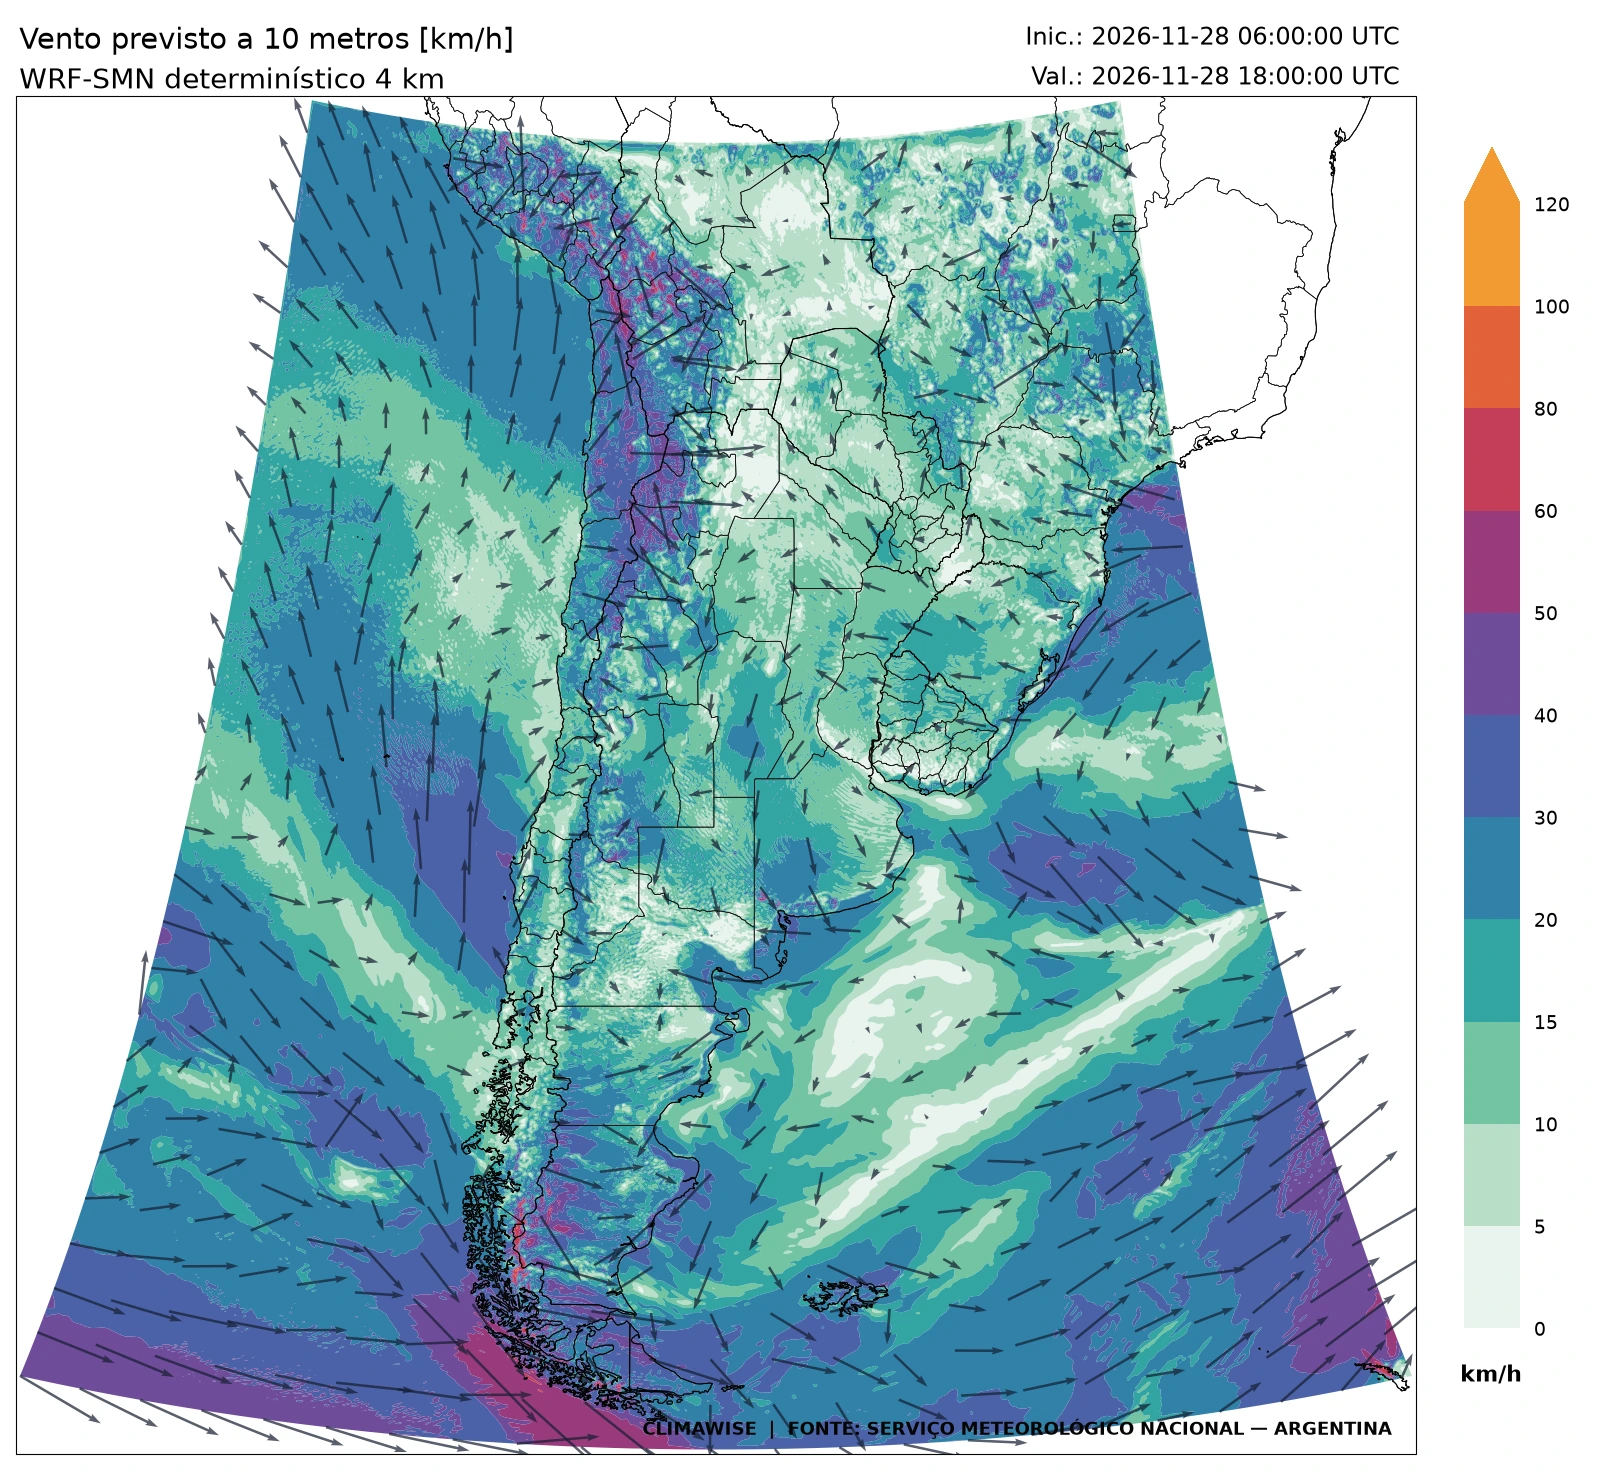 Vento previsto a 10 metros [km/h]
WRF-SMN determinístico 4 km
Inic.: 2026-11-28 06:00:00 UTC
Val.: 2026-11-28 18:00:00 UTC
120
100
80
60
50
40
30
20
15
10
5
0
km/h
CLIMAWISE | FONTE: SERVIÇO METEOROLÓGICO NACIONAL — ARGENTINA